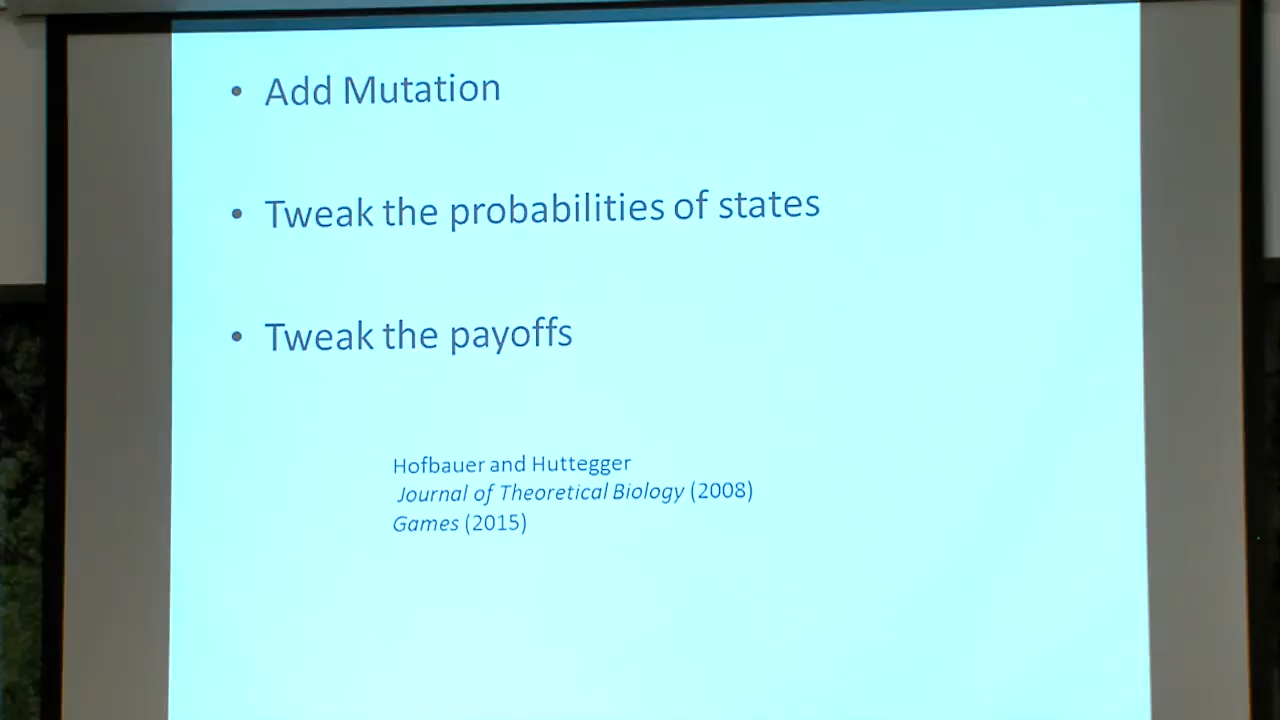 • Add Mutation
• Tweak the probabilities of states
• Tweak the payoffs
Hofbauer and Huttegger
Journal of Theoretical Biology (2008)
Games (2015)